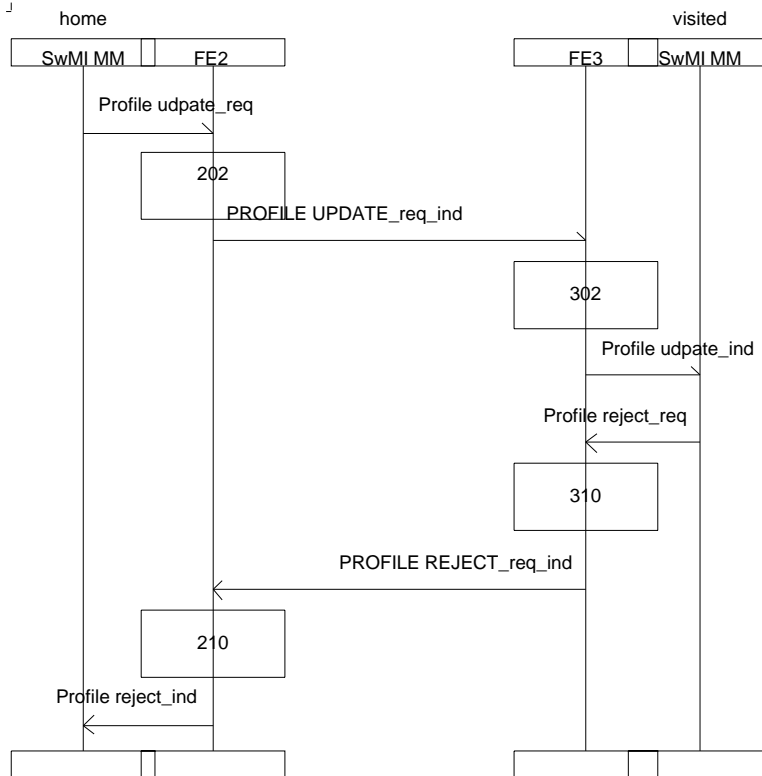 home visited
SwMI MM FE2 FE3 SwMI MM
Profile udpate_req
202
PROFILE UPDATE_req_ind
302
Profile udpate_ind
Profile reject_req
310
PROFILE REJECT_req_ind
210
Profile reject_ind